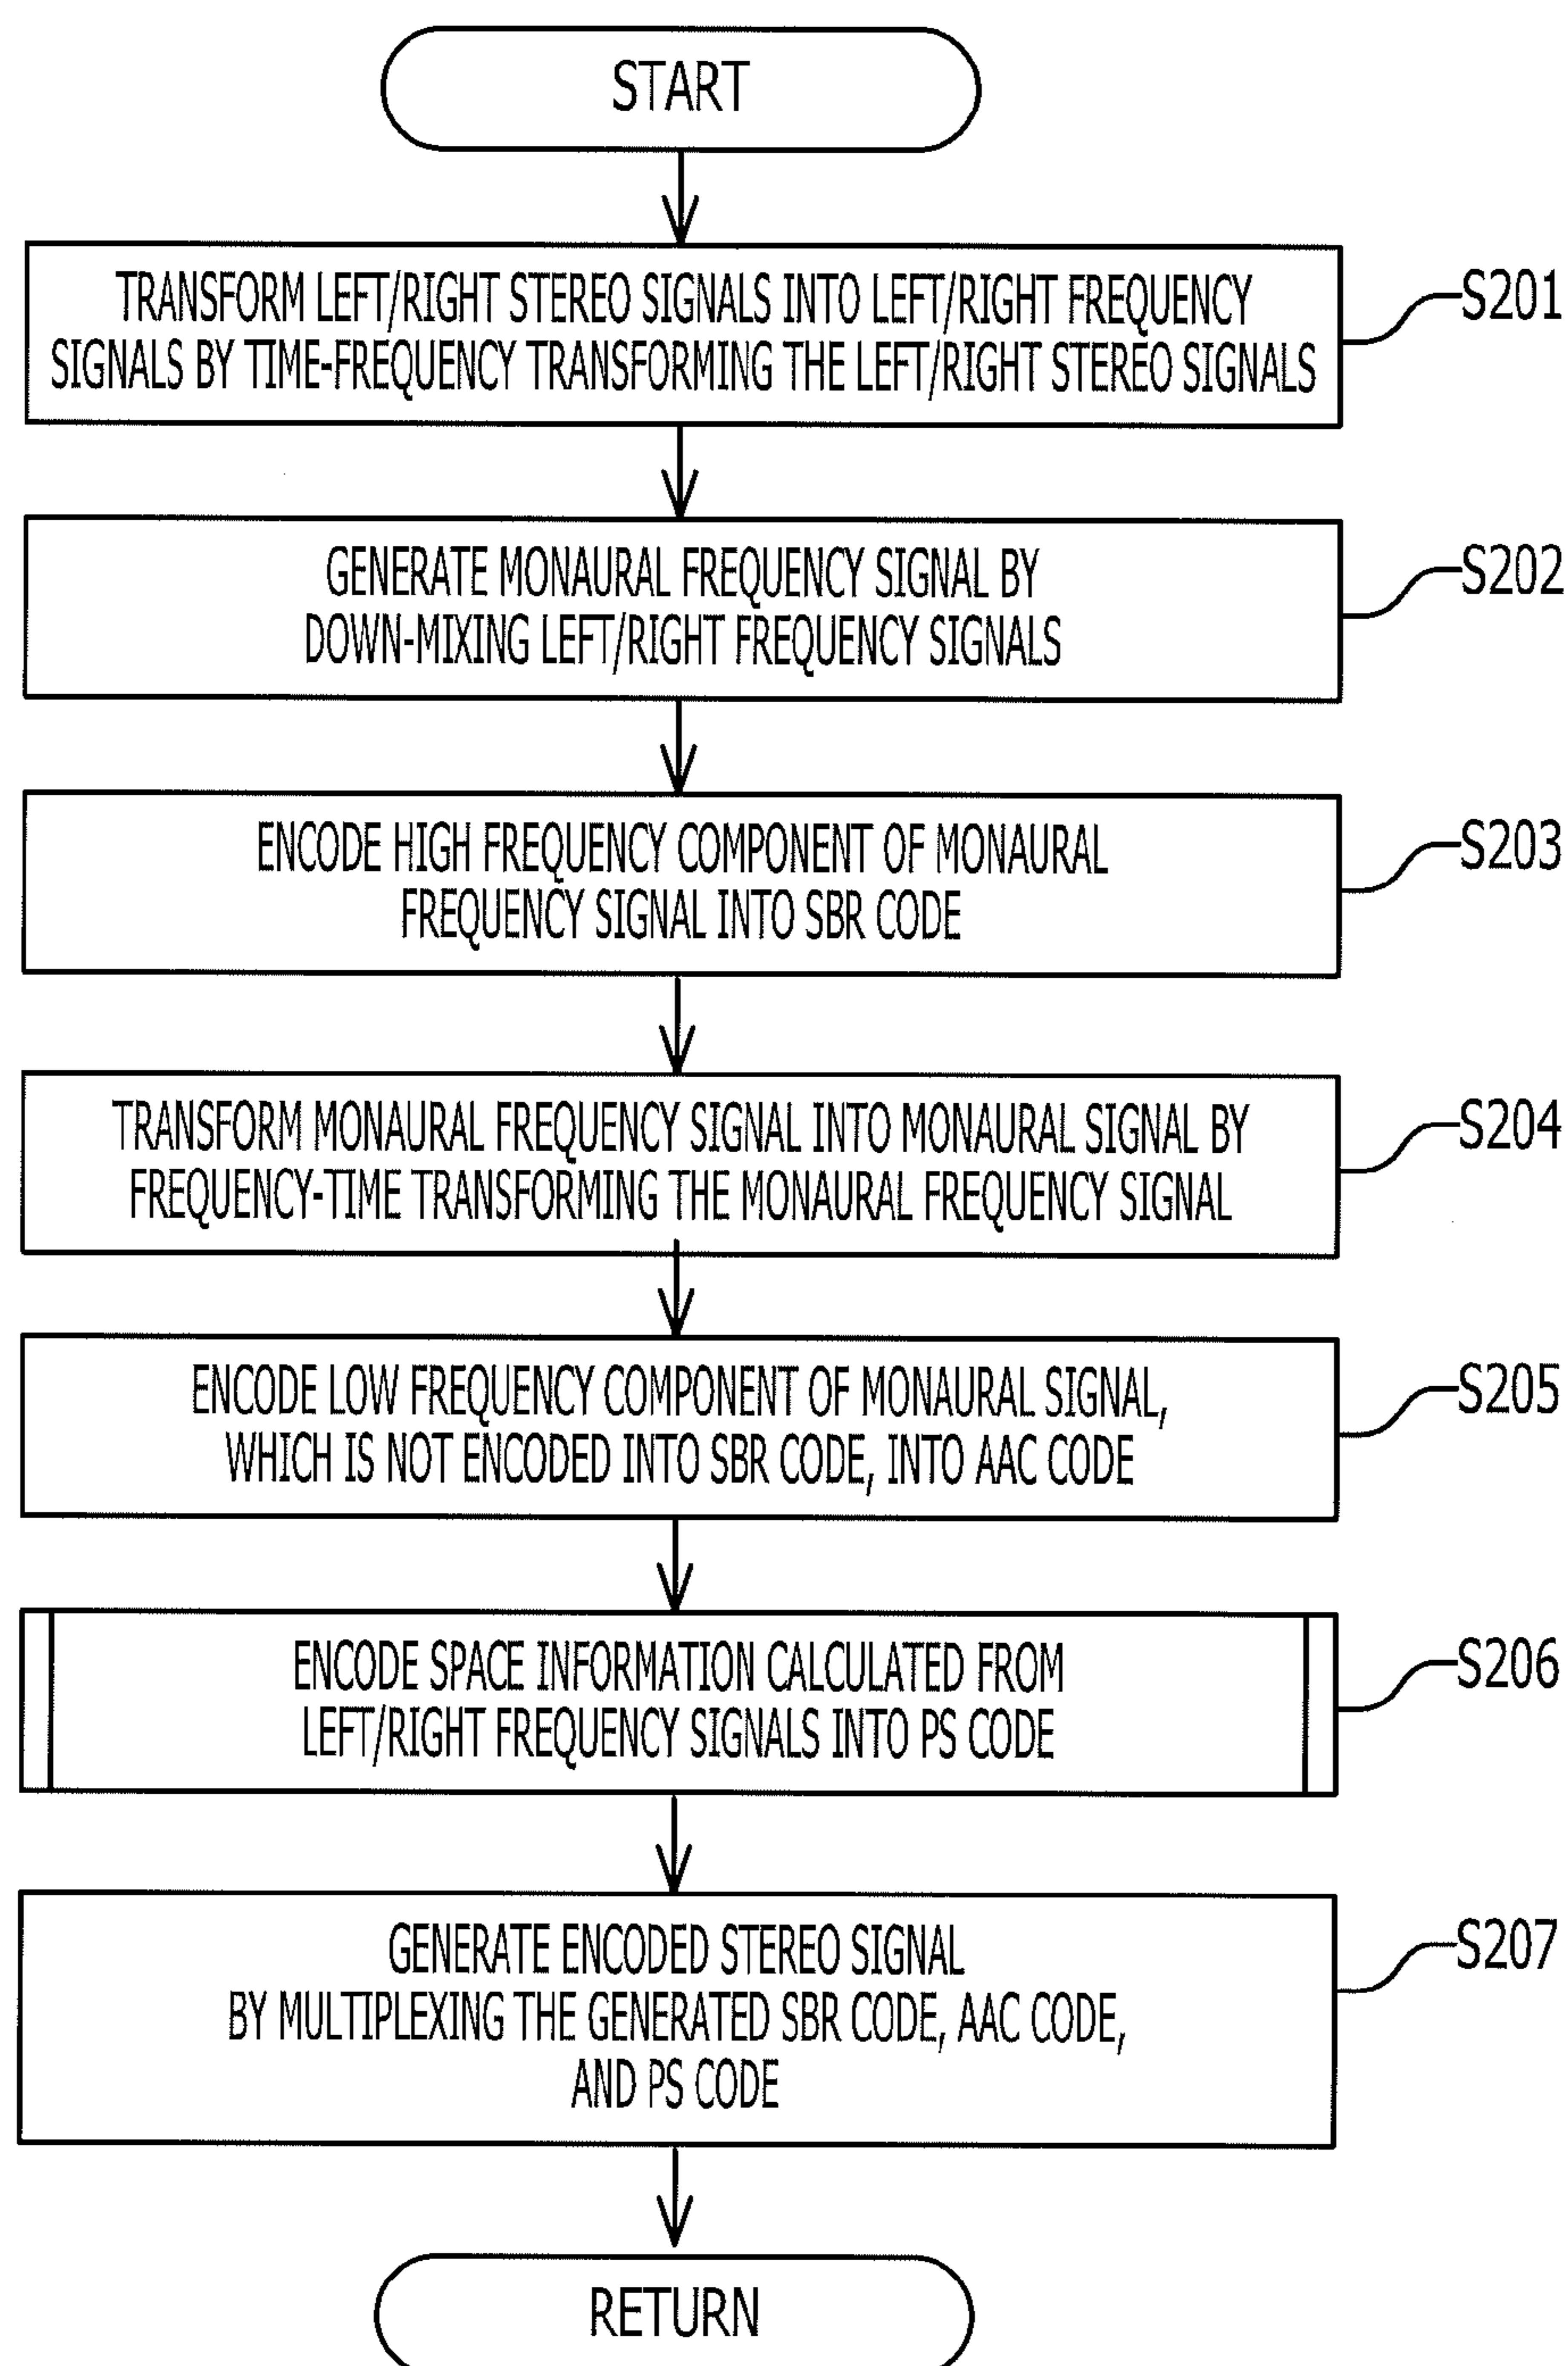 START
TRANSFORM LEFT/RIGHT STEREO SIGNALS INTO LEFT/RIGHT FREQUENCY
SIGNALS BY TIME-FREQUENCY TRANSFORMING THE LEFT/RIGHT STEREO SIGNALS
S201
GENERATE MONAURAL FREQUENCY SIGNAL BY
DOWN-MIXING LEFT/RIGHT FREQUENCY SIGNALS
S202
ENCODE HIGH FREQUENCY COMPONENT OF MONAURAL
FREQUENCY SIGNAL INTO SBR CODE
S203
TRANSFORM MONAURAL FREQUENCY SIGNAL INTO MONAURAL SIGNAL BY
FREQUENCY-TIME TRANSFORMING THE MONAURAL FREQUENCY SIGNAL
S204
ENCODE LOW FREQUENCY COMPONENT OF MONAURAL SIGNAL,
WHICH IS NOT ENCODED INTO SBR CODE, INTO AAC CODE
S205
ENCODE SPACE INFORMATION CALCULATED FROM
LEFT/RIGHT FREQUENCY SIGNALS INTO PS CODE
S206
GENERATE ENCODED STEREO SIGNAL
BY MULTIPLEXING THE GENERATED SBR CODE, AAC CODE,
AND PS CODE
S207
RETURN